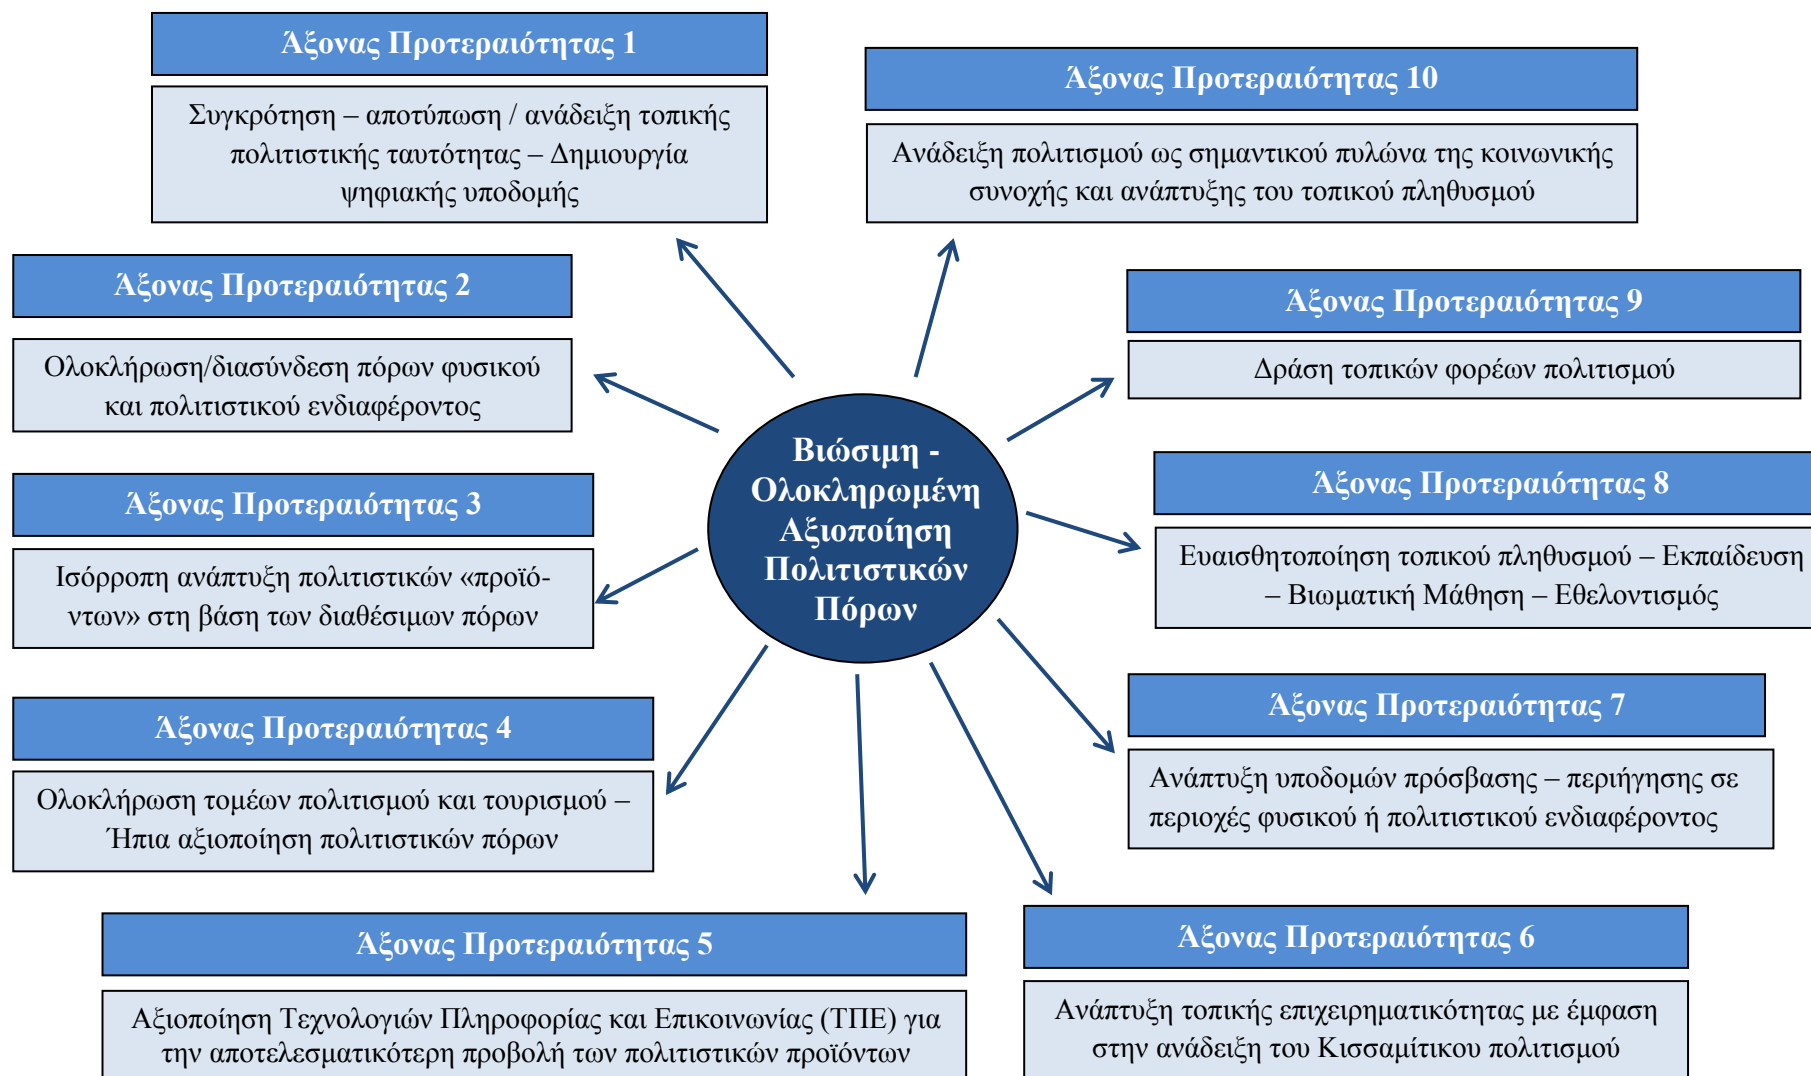 Άξονας Προτεραιότητας 1
Συγκρότηση – αποτύπωση / ανάδειξη τοπικής
πολιτιστικής ταυτότητας – Δημιουργία
ψηφιακής υποδομής
Άξονας Προτεραιότητας 2
Ολοκλήρωση/διασύνδεση πόρων φυσικού
και πολιτιστικού ενδιαφέροντος
Άξονας Προτεραιότητας 3
Ισόρροπη ανάπτυξη πολιτιστικών «προϊό-
ντων» στη βάση των διαθέσιμων πόρων
Άξονας Προτεραιότητας 4
Ολοκλήρωση τομέων πολιτισμού και τουρισμού –
Ήπια αξιοποίηση πολιτιστικών πόρων
Άξονας Προτεραιότητας 5
Αξιοποίηση Τεχνολογιών Πληροφορίας και Επικοινωνίας (ΤΠΕ) για
την αποτελεσματικότερη προβολή των πολιτιστικών προϊόντων
Βιώσιμη -
Ολοκληρωμένη
Αξιοποίηση
Πολιτιστικών
Πόρων
Άξονας Προτεραιότητας 10
Ανάδειξη πολιτισμού ως σημαντικού πυλώνα της κοινωνικής
συνοχής και ανάπτυξης του τοπικού πληθυσμού
Άξονας Προτεραιότητας 9
Δράση τοπικών φορέων πολιτισμού
Άξονας Προτεραιότητας 8
Ευαισθητοποίηση τοπικού πληθυσμού – Εκπαίδευση
– Βιωματική Μάθηση – Εθελοντισμός
Άξονας Προτεραιότητας 7
Ανάπτυξη υποδομών πρόσβασης – περιήγησης σε
περιοχές φυσικού ή πολιτιστικού ενδιαφέροντος
Άξονας Προτεραιότητας 6
Ανάπτυξη τοπικής επιχειρηματικότητας με έμφαση
στην ανάδειξη του Κισσαμίτικου πολιτισμού